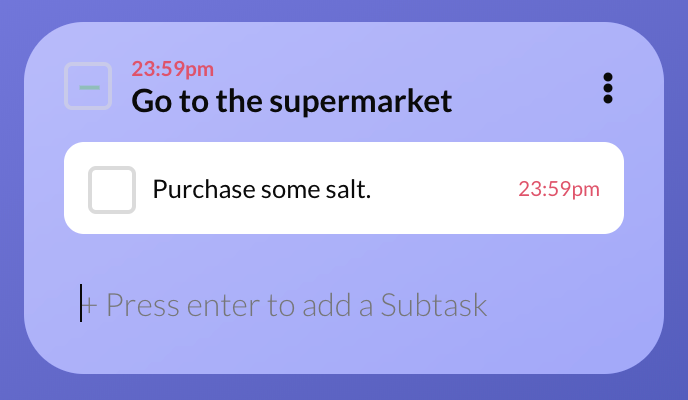 23:59pm
Go to the supermarket
Purchase some salt. 23:59pm
+ Press enter to add a Subtask